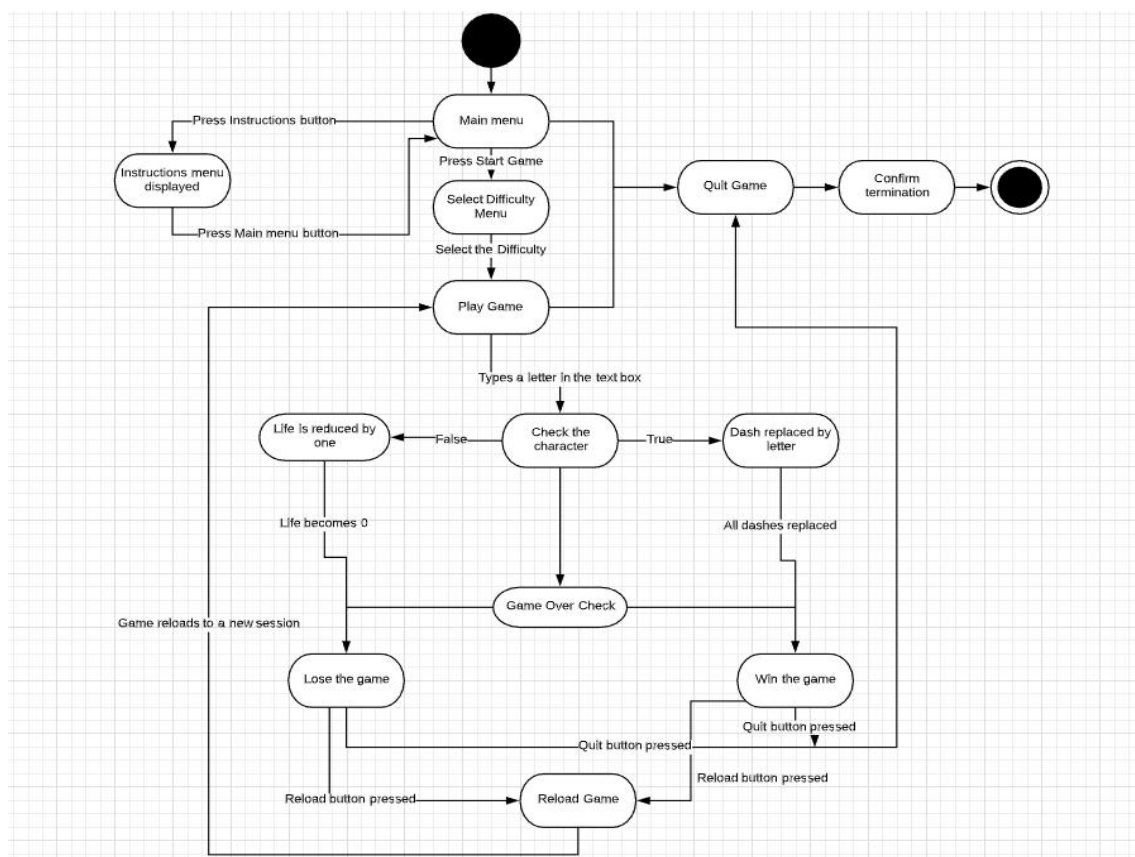 Main menu
Press Instructions button
Press Start Game
Instructions menu
displayed
Quit Game
Confirm
termination
Select Difficulty
Menu
Press Main menu button
Select the Difficulty
Play Game
Types a letter in the text box
Life is reduced by
one
False
Check the
character
True
Dash replaced by
letter
Life becomes 0
All dashes replaced
Game Over Check
Game reloads to a new session
Lose the game
Win the game
Quit button pressed
Quit button pressed
Reload button pressed
Reload button pressed
Reload Game